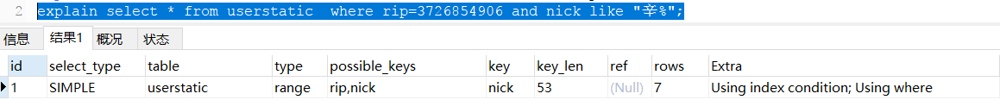 2 explain select * from userstatic  where rip=3726854906 and nick like "辛%";
信息 结果1 概况 状态
id select_type table type possible_keys key key_len ref rows Extra
1 SIMPLE userstatic range rip,nick nick 53 (Null) 7 Using index condition; Using where